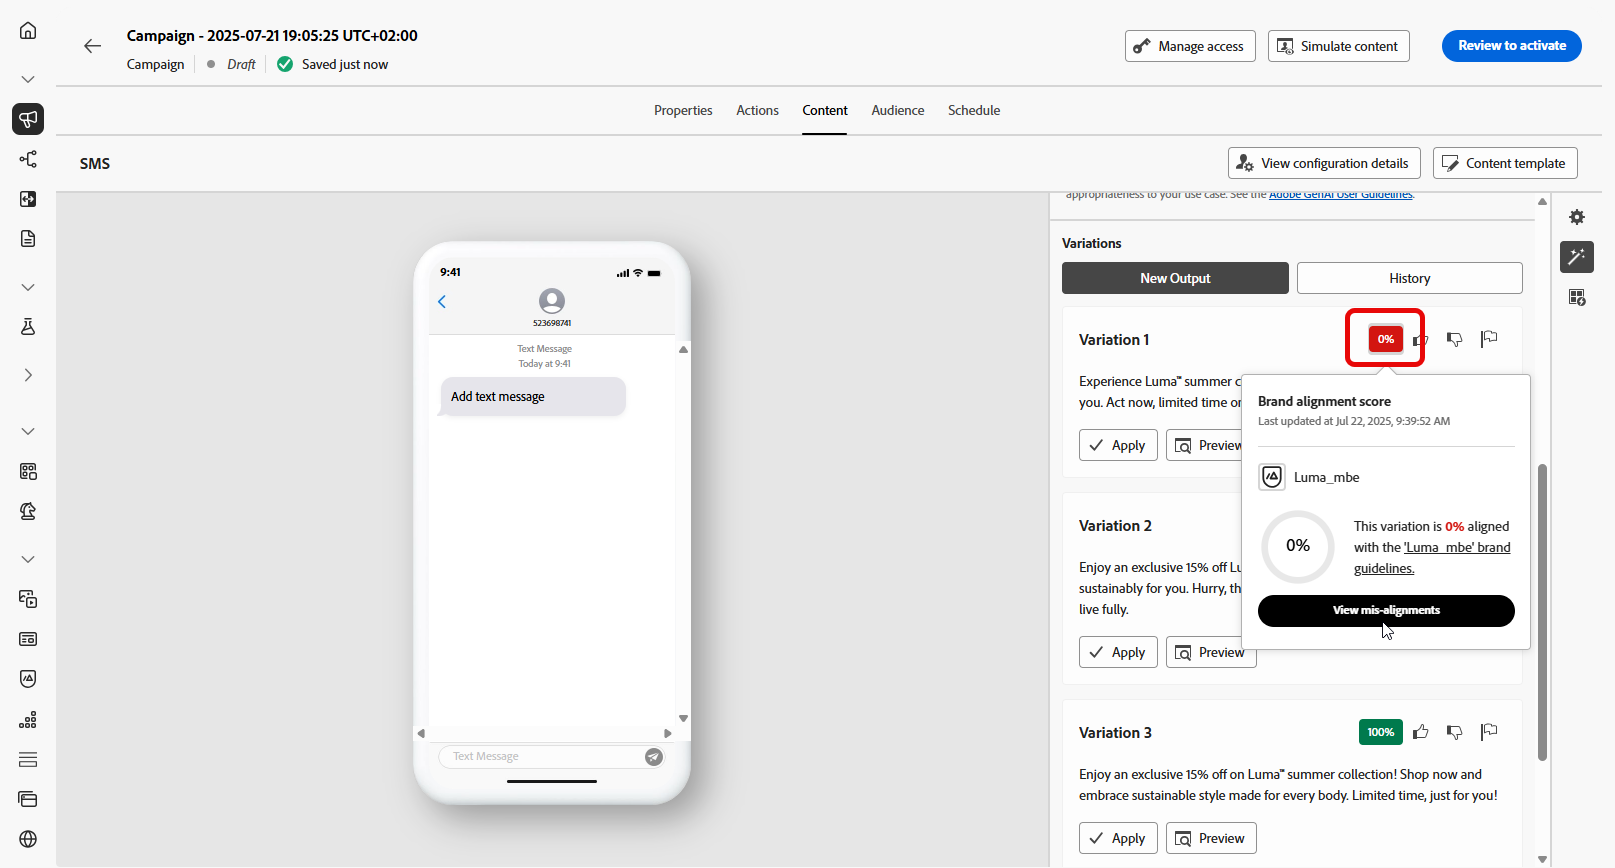 Campaign - 2025-07-21 19:05:25 UTC+02:00
Campaign
Draft
Saved just now
Manage access
Simulate content
Review to activate
Properties
Actions
Content
Audience
Schedule
SMS
View configuration details
Content template
appropriateness to your use case. See the Adobe GenAI User Guidelines.
Variations
New Output
History
9:41
523698741
Text Message
Today at 9:41
Add text message
Text Message
Variation 1
0%
Experience Luma™ summer c
you. Act now, limited time or
Apply
Preview
Brand alignment score
Last updated at Jul 22, 2025, 9:39:52 AM
Luma_mbe
0%
This variation is 0% aligned
with the 'Luma_mbe' brand
guidelines.
View mis-alignments
Variation 2
Enjoy an exclusive 15% off Lu
sustainably for you. Hurry, th
live fully.
Apply
Preview
Variation 3
100%
Enjoy an exclusive 15% off on Luma™ summer collection! Shop now and
embrace sustainable style made for every body. Limited time, just for you!
Apply
Preview